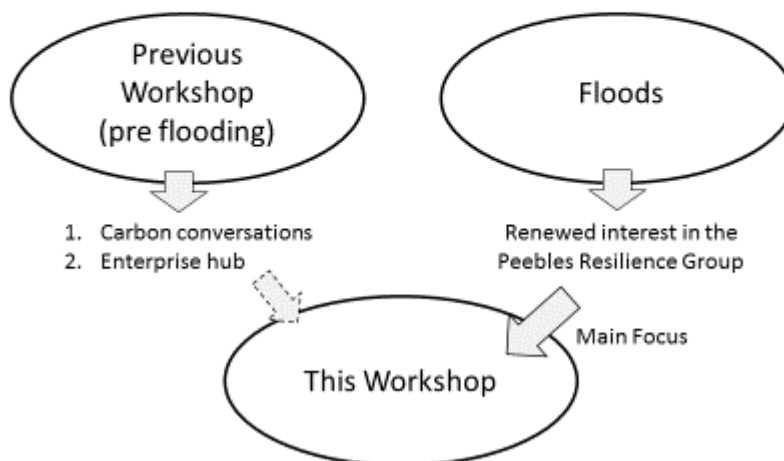 Previous
Workshop
(pre flooding)
Floods
1. Carbon conversations
2. Enterprise hub
Renewed interest in the
Peebles Resilience Group
Main Focus
This Workshop